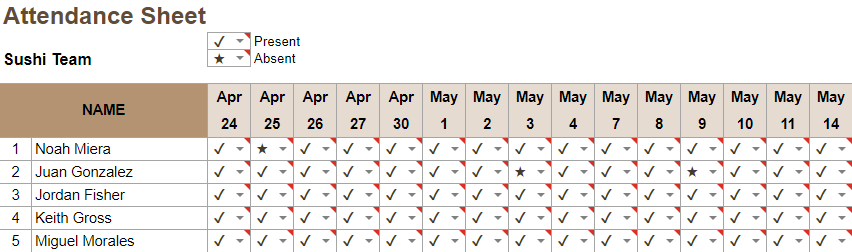 Attendance Sheet
✓ Present
Sushi Team
★ Absent
NAME Apr 24 Apr 25 Apr 26 Apr 27 Apr 30 May 1 May 2 May 3 May 4 May 7 May 8 May 9 May 10 May 11 May 14
1 Noah Miera ✓ ★ ✓ ✓ ✓ ✓ ✓ ✓ ✓ ✓ ✓ ✓ ✓ ✓ ✓
2 Juan Gonzalez ✓ ✓ ✓ ✓ ✓ ✓ ✓ ★ ✓ ✓ ✓ ★ ✓ ✓ ✓
3 Jordan Fisher ✓ ✓ ✓ ✓ ✓ ✓ ✓ ✓ ✓ ✓ ✓ ✓ ✓ ✓ ✓
4 Keith Gross ✓ ✓ ✓ ✓ ✓ ✓ ✓ ✓ ✓ ✓ ✓ ✓ ✓ ✓ ✓
5 Miguel Morales ✓ ✓ ✓ ✓ ✓ ✓ ✓ ✓ ✓ ✓ ✓ ✓ ✓ ✓ ✓